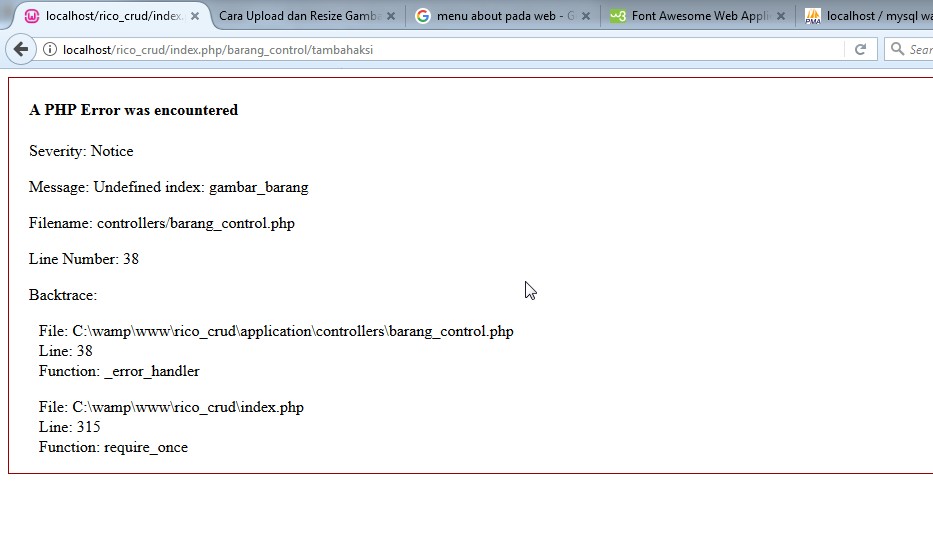 localhost/rico_crud/index.
Cara Upload dan Resize Gamba
menu about pada web - G
Font Awesome Web Appli
localhost / mysql wa
localhost/rico_crud/index.php/barang_control/tambahaksi
Sear
A PHP Error was encountered
Severity: Notice
Message: Undefined index: gambar_barang
Filename: controllers/barang_control.php
Line Number: 38
Backtrace:
File: C:\wamp\www\rico_crud\application\controllers\barang_control.php
Line: 38
Function: _error_handler
File: C:\wamp\www\rico_crud\index.php
Line: 315
Function: require_once